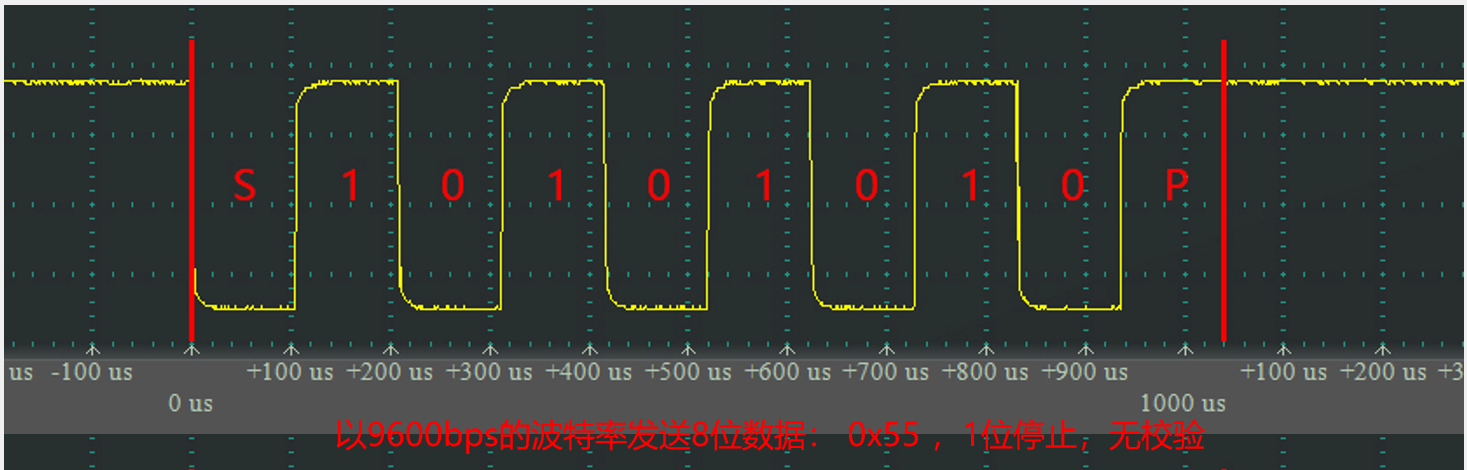 S 1 0 1 0 1 0 1 0 P
us -100 us +100 us +200 us +300 us +400 us +500 us +600 us +700 us +800 us +900 us +100 us +200 us +3
0 us 1000 us
以9600bps的波特率发送8位数据： 0x55 ，1位停止，无校验